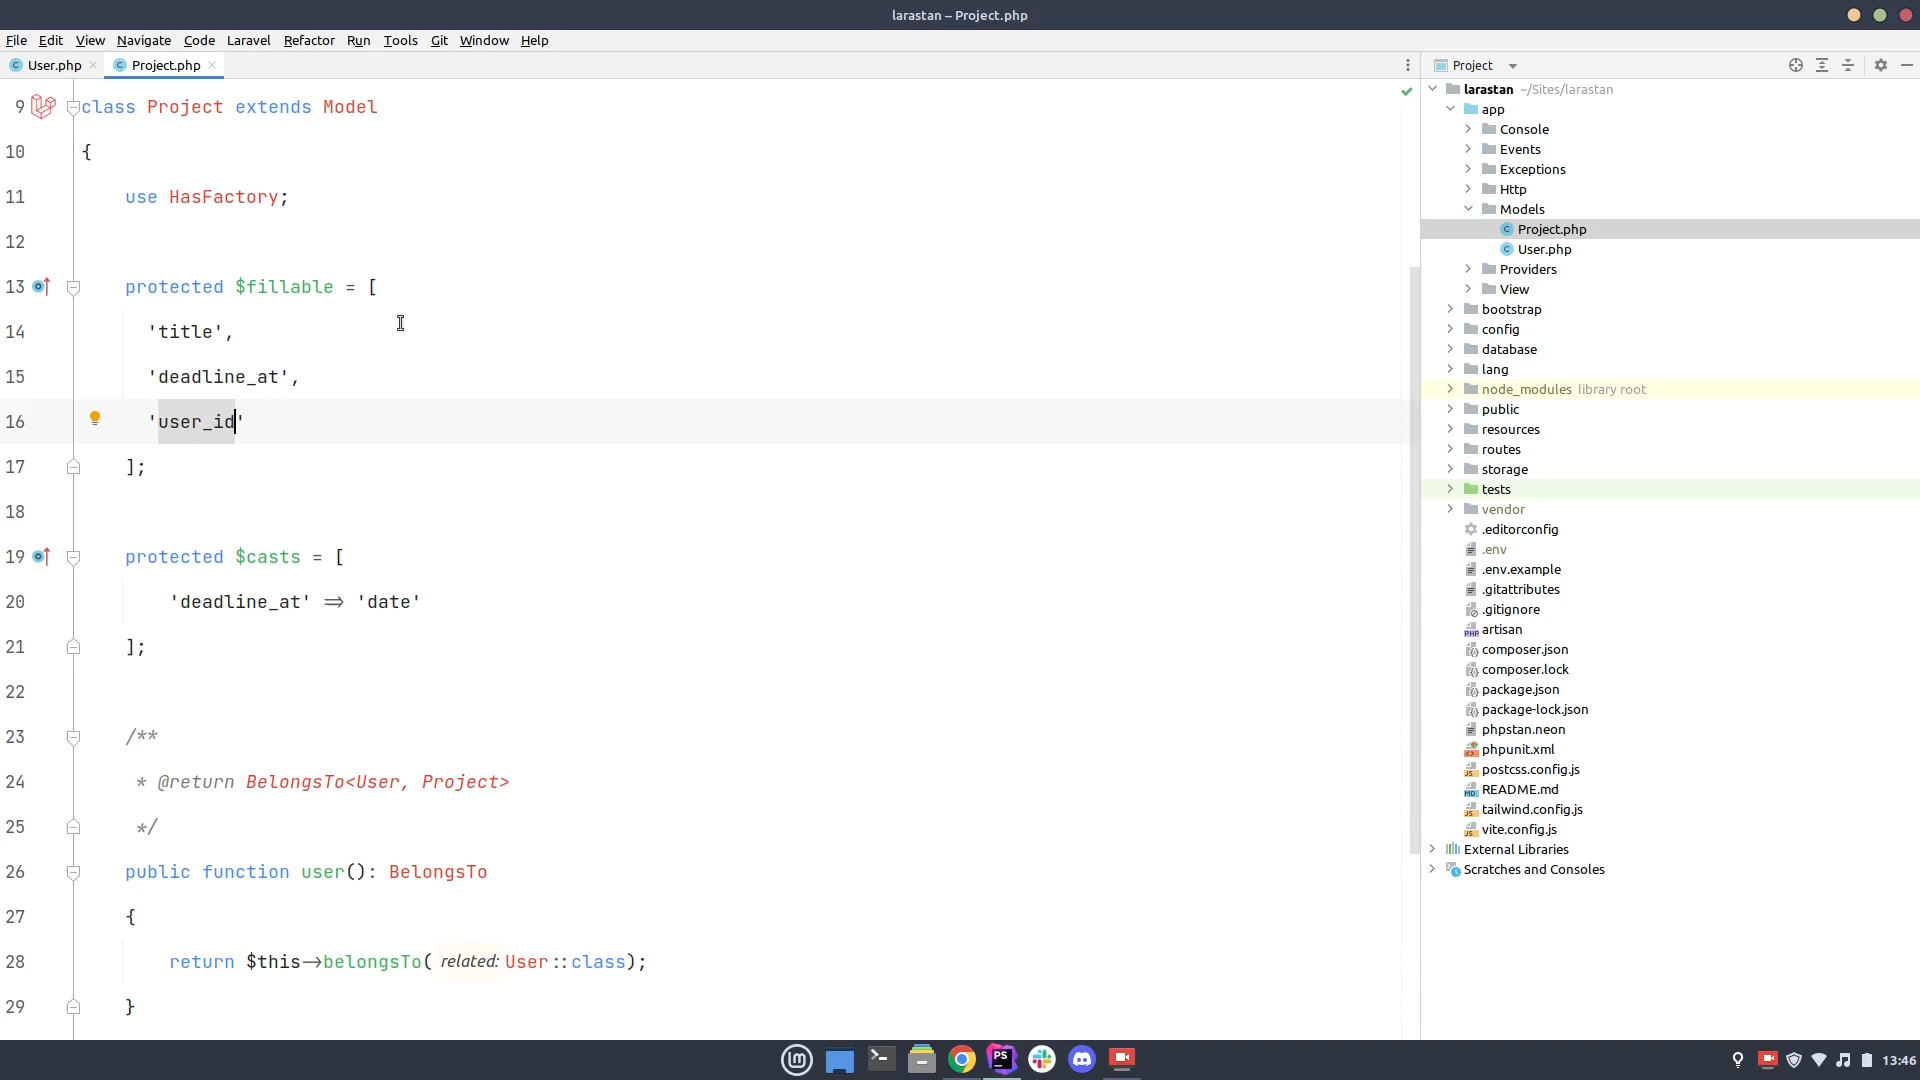 larastan – Project.php
File Edit View Navigate Code Laravel Refactor Run Tools Git Window Help
User.php Project.php
Project
9 class Project extends Model
10 {
11 use HasFactory;
12
13 protected $fillable = [
14 'title',
15 'deadline_at',
16 'user_id'
17 ];
18
19 protected $casts = [
20 'deadline_at' => 'date'
21 ];
22
23 /**
24 * @return BelongsTo<User, Project>
25 */
26 public function user(): BelongsTo
27 {
28 return $this->belongsTo( related: User::class);
29 }
larastan ~/Sites/larastan
app
Console
Events
Exceptions
Http
Models
Project.php
User.php
Providers
View
bootstrap
config
database
lang
node_modules library root
public
resources
routes
storage
tests
vendor
.editorconfig
.env
.env.example
.gitattributes
.gitignore
artisan
composer.json
composer.lock
package.json
package-lock.json
phpstan.neon
phpunit.xml
postcss.config.js
README.md
tailwind.config.js
vite.config.js
External Libraries
Scratches and Consoles
13:46